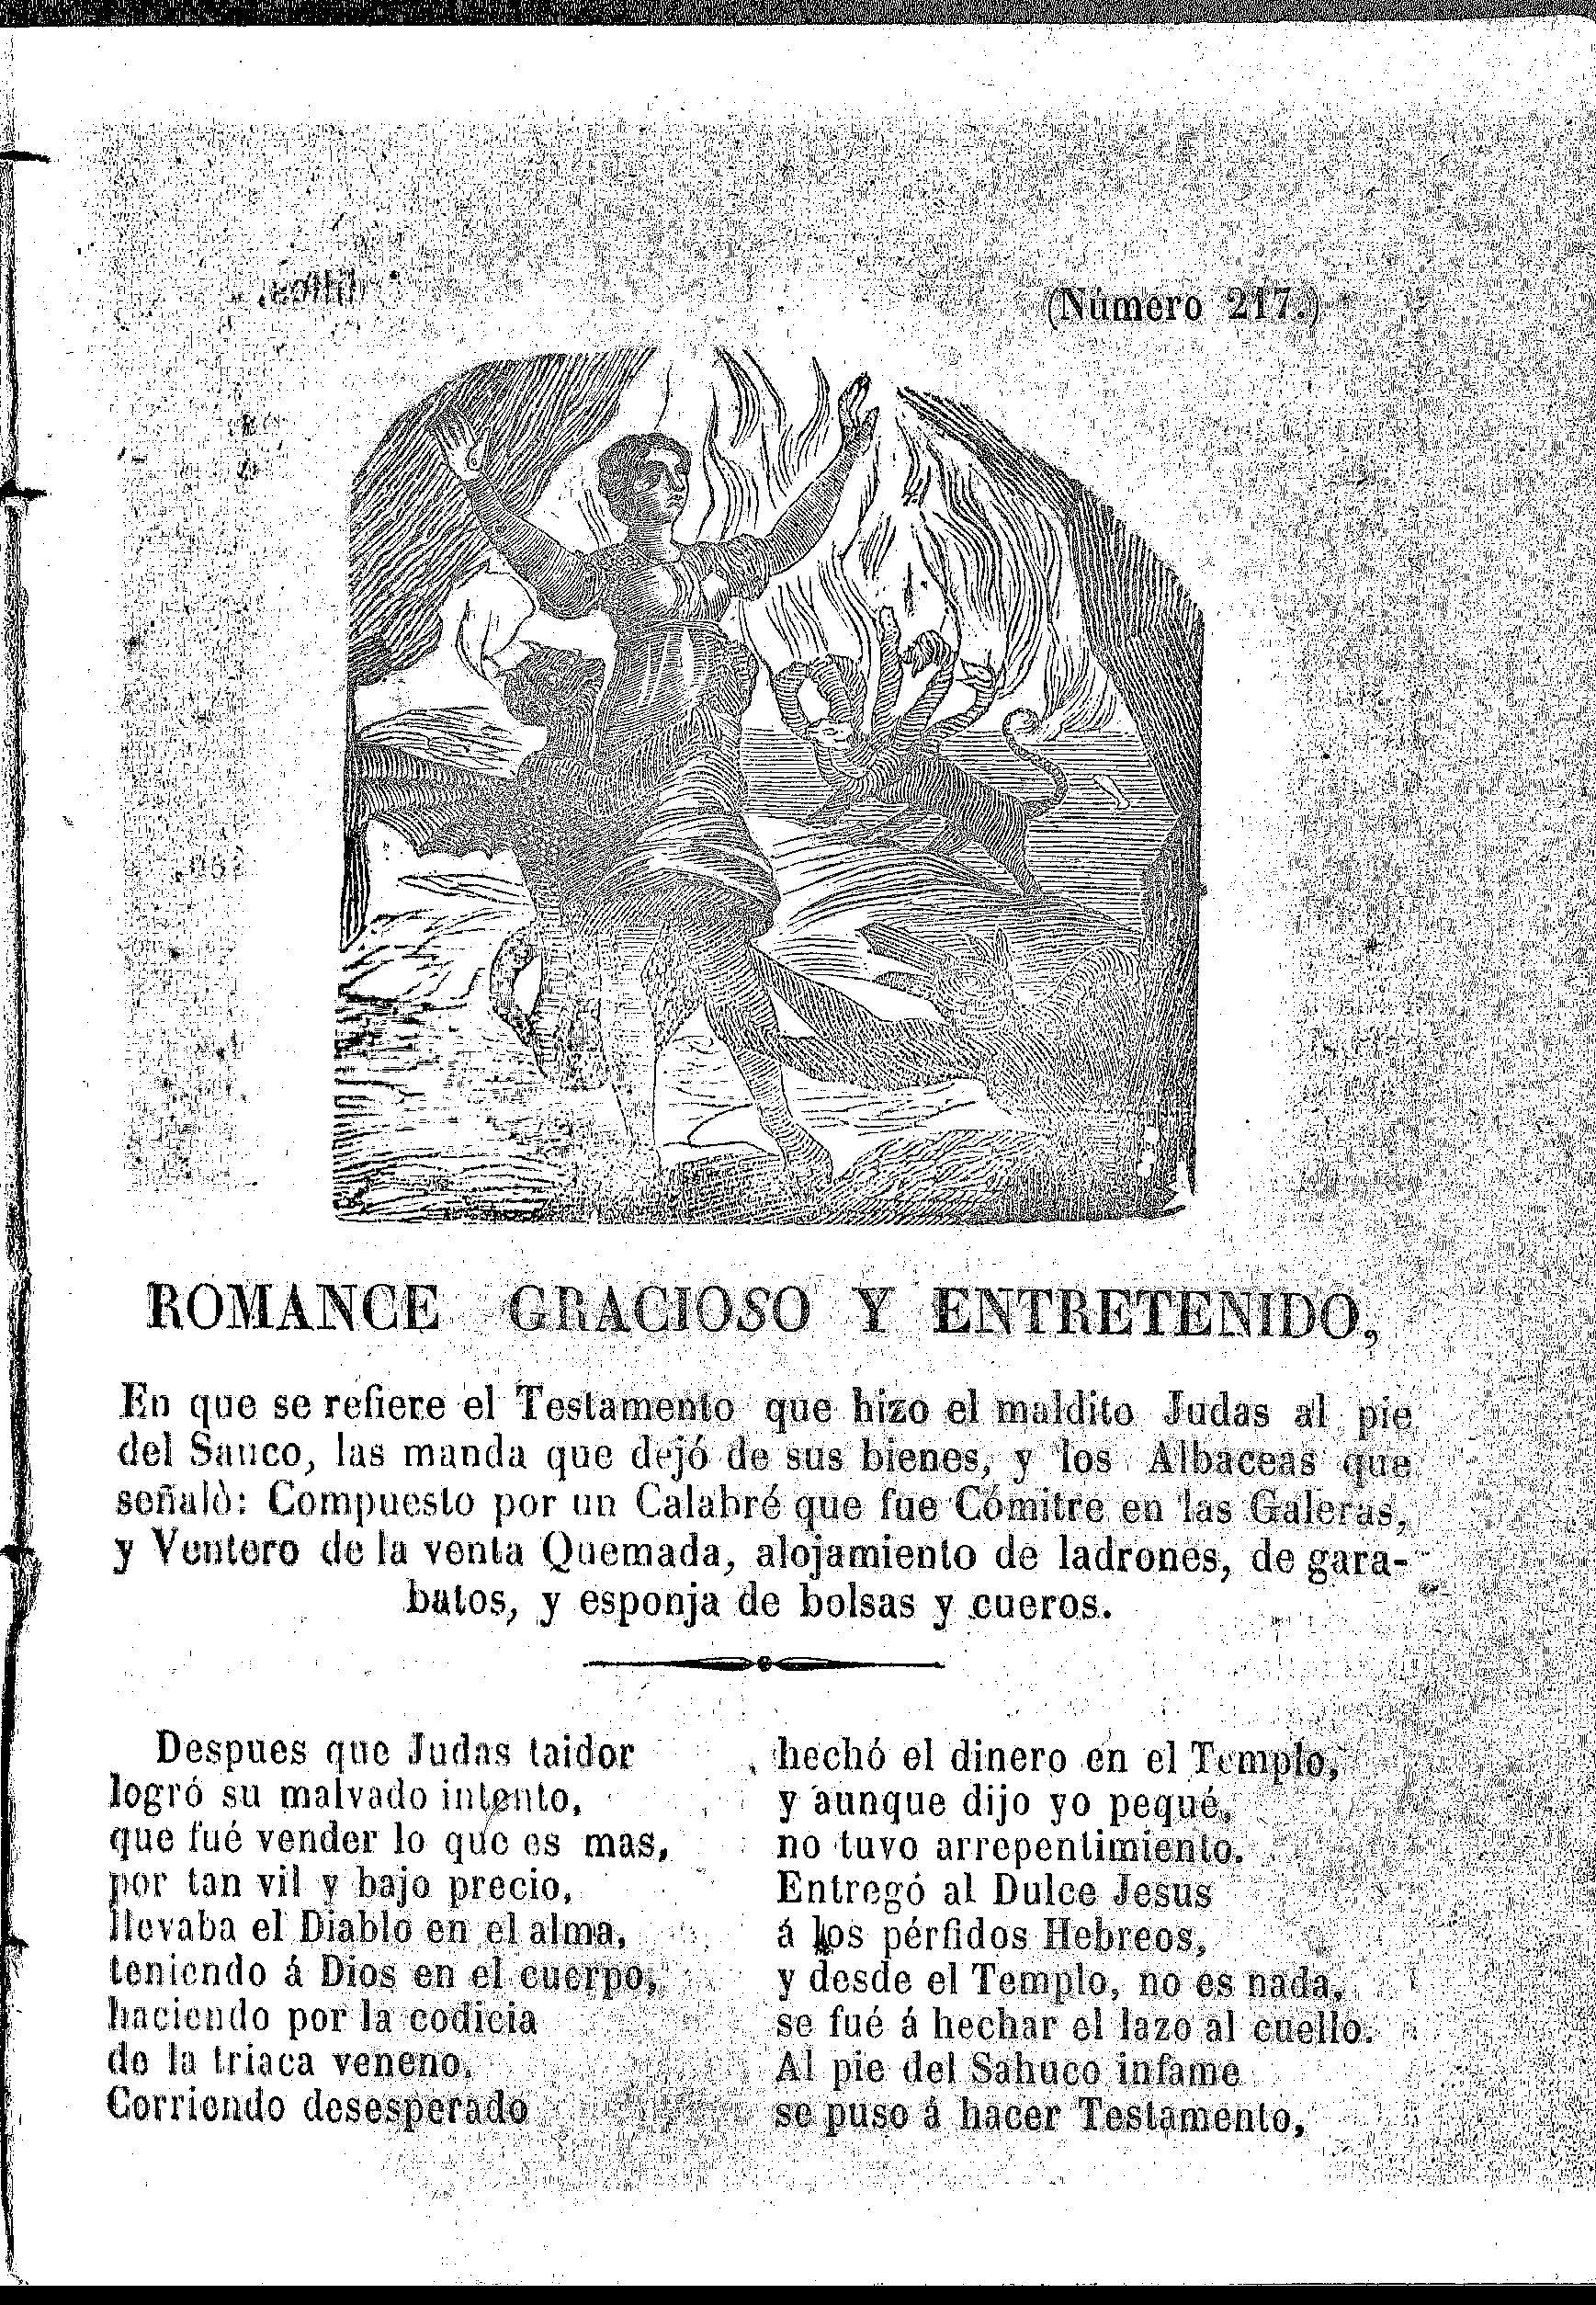 (Número 217.)
ROMANCE GRACIOSO Y ENTRETENIDO,
En que se refiere el Testamento que hizo el maldito Judas al pie
del Sauco, las manda que dejó de sus bienes, y los Albaceas que
señalò: Compuesto por un Calabré que fue Cómitre en las Galeras,
y Ventero de la venta Quemada, alojamiento de ladrones, de gara-
batos, y esponja de bolsas y cueros.
Despues que Judas taidor
logró su malvado intento,
que fué vender lo que es mas,
por tan vil y bajo precio,
llevaba el Diablo en el alma,
teniendo á Dios en el cuerpo,
haciendo por la codicia
de la triaca veneno.
Corriendo desesperado
hechó el dinero en el Templo,
y aunque dijo yo pequé,
no tuvo arrepentimiento.
Entregó al Dulce Jesus
á los pérfidos Hebreos,
y desde el Templo, no es nada,
se fué á hechar el lazo al cuello.
Al pie del Sahuco infame
se puso á hacer Testamento,